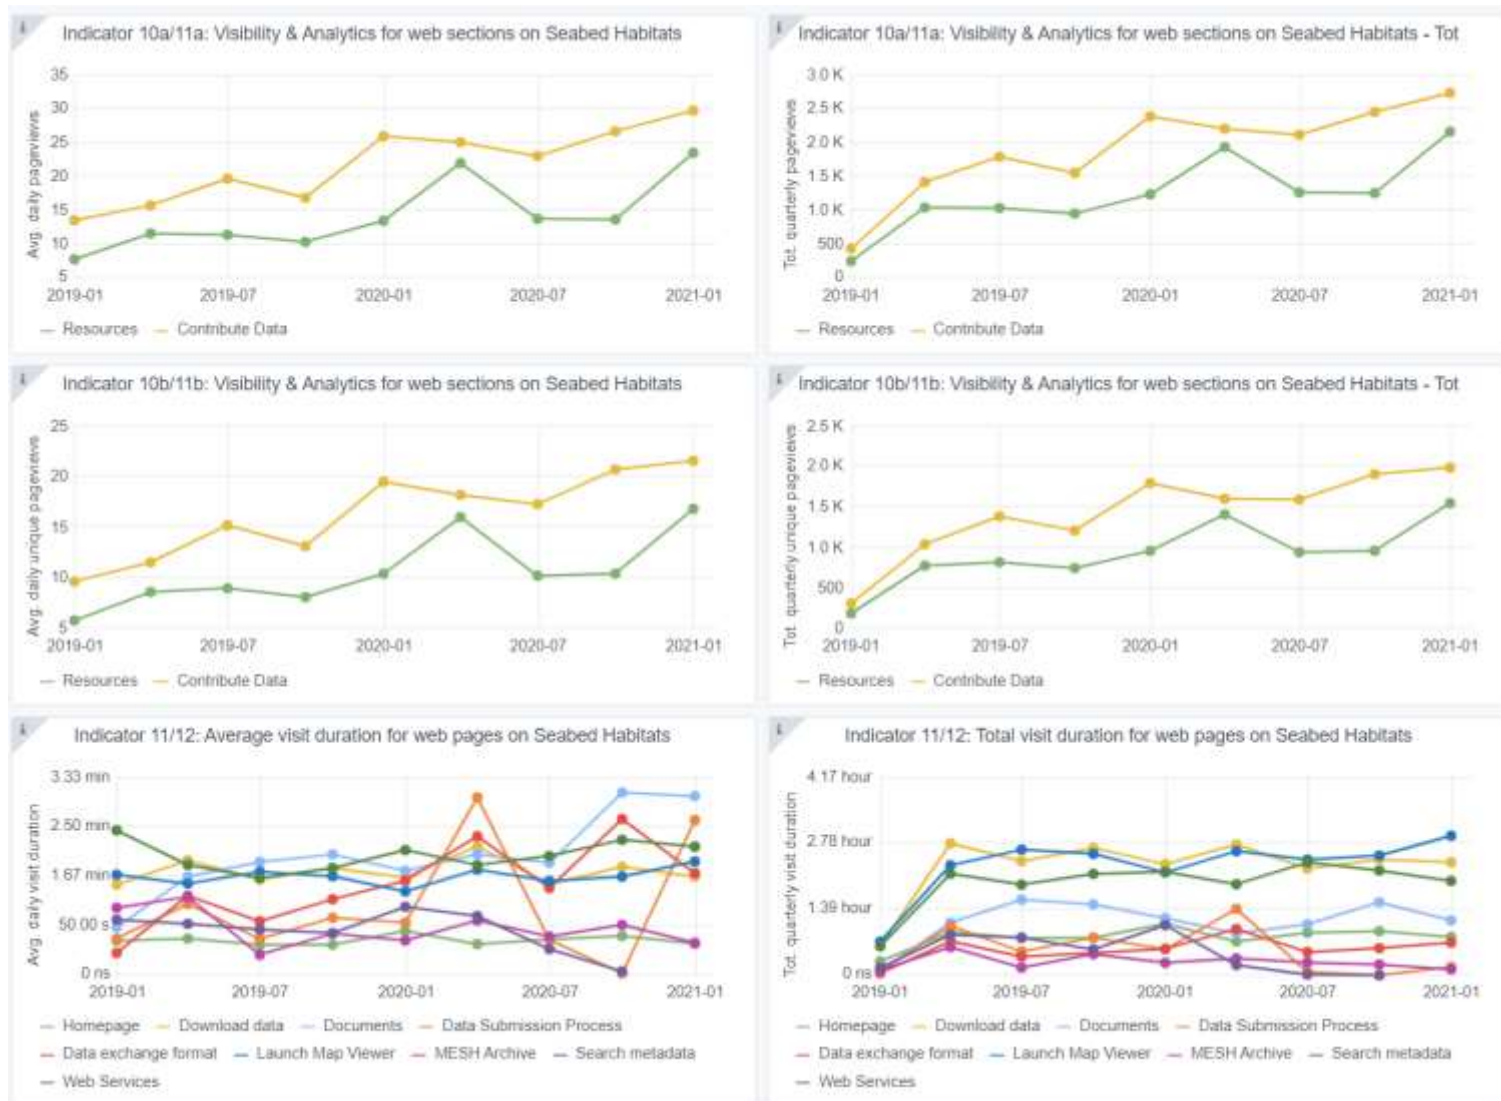 Indicator 10a/11a: Visibility & Analytics for web sections on Seabed Habitats
Avg. daily pageviews
35
30
25
20
15
10
5
2019-01 2019-07 2020-01 2020-07 2021-01
Resources Contribute Data
Indicator 10a/11a: Visibility & Analytics for web sections on Seabed Habitats - Tot
Tot. quarterly pageviews
3.0 K
2.5 K
2.0 K
1.5 K
1.0 K
500
0
2019-01 2019-07 2020-01 2020-07 2021-01
Resources Contribute Data
Indicator 10b/11b: Visibility & Analytics for web sections on Seabed Habitats
Avg. daily unique pageviews
25
20
15
10
5
2019-01 2019-07 2020-01 2020-07 2021-01
Resources Contribute Data
Indicator 10b/11b: Visibility & Analytics for web sections on Seabed Habitats - Tot
Tot. quarterly unique pageviews
2.5 K
2.0 K
1.5 K
1.0 K
500
0
2019-01 2019-07 2020-01 2020-07 2021-01
Resources Contribute Data
Indicator 11/12: Average visit duration for web pages on Seabed Habitats
Avg. daily visit duration
3.33 min
2.50 min
1.67 min
50.00 s
0 ns
2019-01 2019-07 2020-01 2020-07 2021-01
Homepage Download data Documents Data Submission Process
Data exchange format Launch Map Viewer MESH Archive Search metadata
Web Services
Indicator 11/12: Total visit duration for web pages on Seabed Habitats
Tot. quarterly visit duration
4.17 hour
2.78 hour
1.39 hour
0 ns
2019-01 2019-07 2020-01 2020-07 2021-01
Homepage Download data Documents Data Submission Process
Data exchange format Launch Map Viewer MESH Archive Search metadata
Web Services